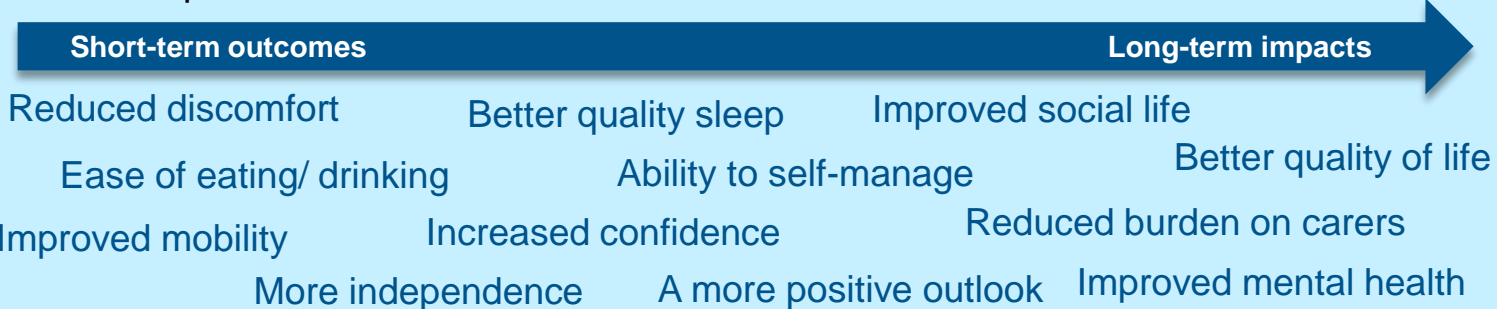 Short-term outcomes Long-term impacts
Reduced discomfort Better quality sleep Improved social life
Ease of eating/ drinking Ability to self-manage Better quality of life
Improved mobility Increased confidence Reduced burden on carers
More independence A more positive outlook Improved mental health